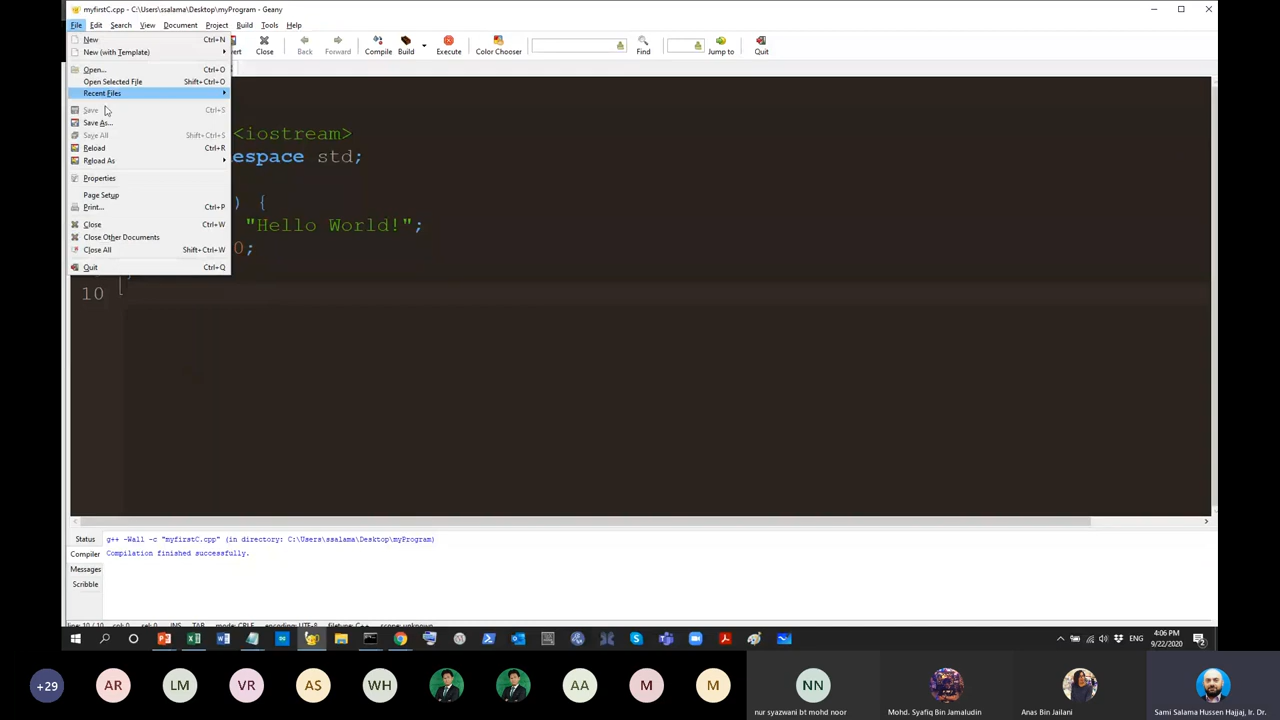 myfirstC.cpp - C:\Users\ssalama\Desktop\myProgram - Geany
File Edit Search View Document Project Build Tools Help
New Ctrl+N
New (with Template)
Open... Ctrl+O
Open Selected File Shift+Ctrl+O
Recent Files
Save Ctrl+S
Save As...
Save All Shift+Ctrl+S
Reload Ctrl+R
Reload As
Properties
Page Setup
Print... Ctrl+P
Close Ctrl+W
Close Other Documents
Close All Shift+Ctrl+W
Quit Ctrl+Q
Close Back Forward Compile Build Execute Color Chooser Find Jump to Quit
<iostream>
espace std;
) {
"Hello World!";
0;
10
Status
Compiler
Messages
Scribble
g++ -Wall -c "myfirstC.cpp" (in directory: C:\Users\ssalama\Desktop\myProgram)
Compilation finished successfully.
ENG
4:06 PM
9/22/2020
+29 AR LM VR AS WH AA M M NN
nur syazwani bt mohd noor
Mohd. Syafiq Bin Jamaludin
Anas Bin Jailani
Sami Salama Hussen Hajjaj, Ir. Dr.